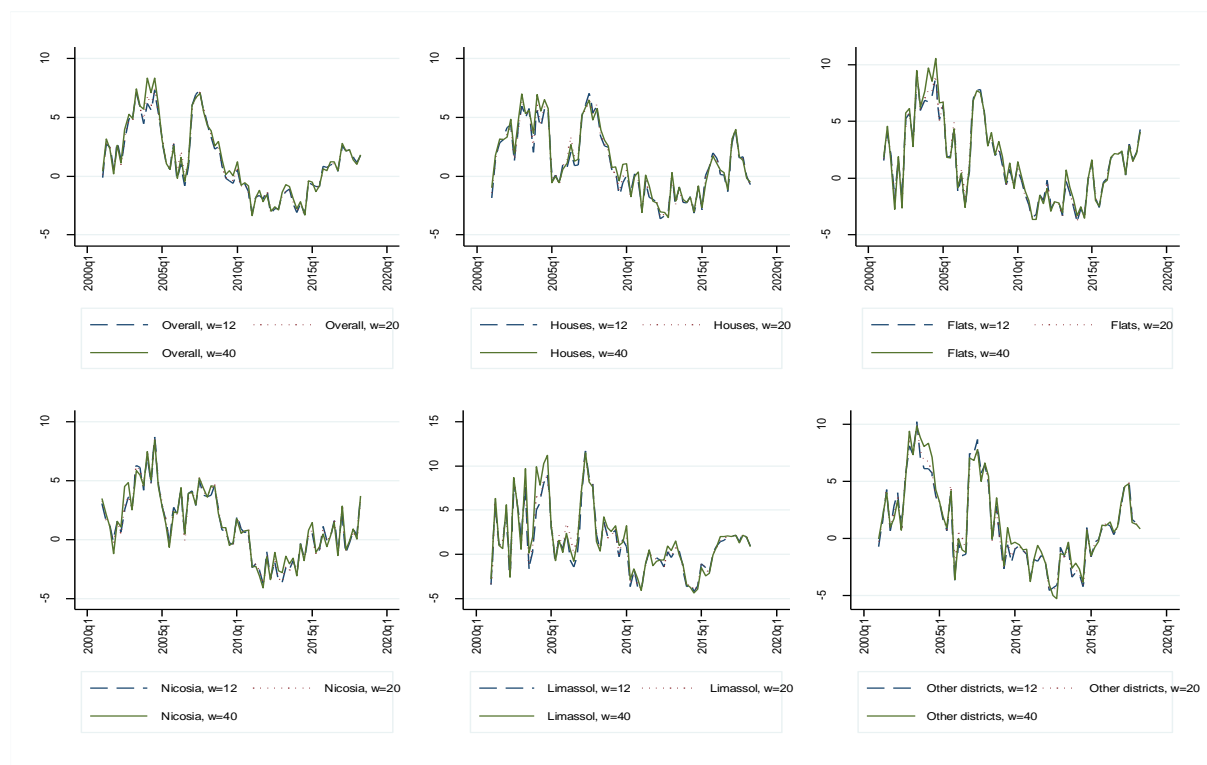 10
5
0
-5
2000q1
2005q1
2010q1
2015q1
2020q1
Overall, w=12
Overall, w=20
Overall, w=40
10
5
0
-5
2000q1
2005q1
2010q1
2015q1
2020q1
Houses, w=12
Houses, w=20
Houses, w=40
10
5
0
-5
2000q1
2005q1
2010q1
2015q1
2020q1
Flats, w=12
Flats, w=20
Flats, w=40
10
5
0
-5
2000q1
2005q1
2010q1
2015q1
2020q1
Nicosia, w=12
Nicosia, w=20
Nicosia, w=40
15
10
5
0
-5
2000q1
2005q1
2010q1
2015q1
2020q1
Limassol, w=12
Limassol, w=20
Limassol, w=40
10
5
0
-5
2000q1
2005q1
2010q1
2015q1
2020q1
Other districts, w=12
Other districts, w=20
Other districts, w=40